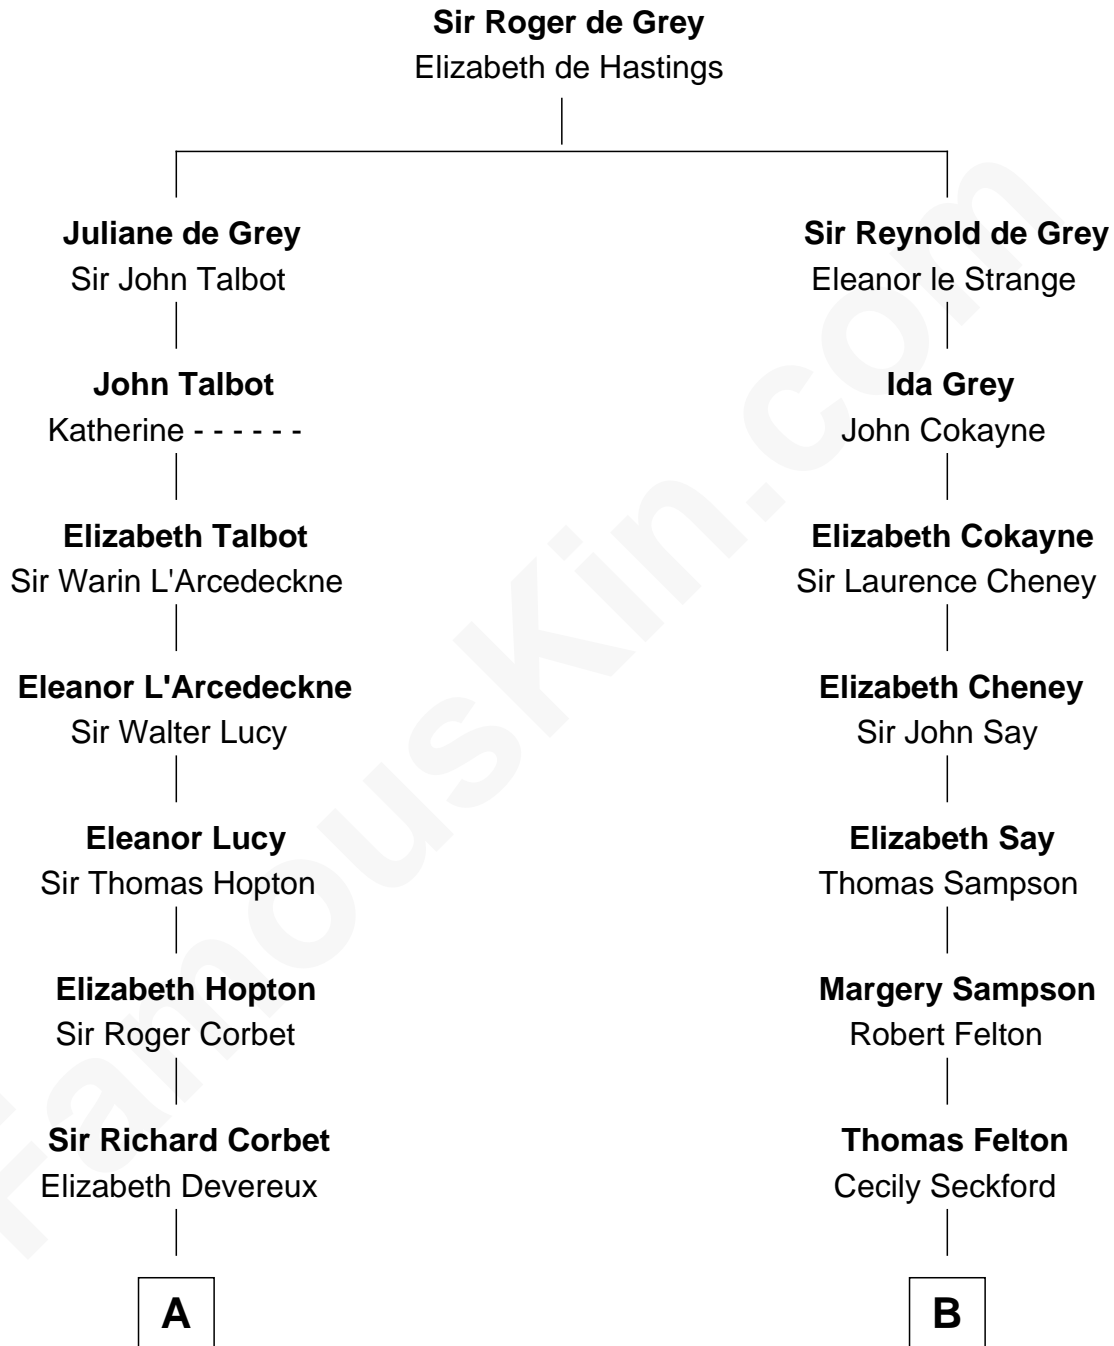 Sir Roger de Grey
Elizabeth de Hastings
Juliane de Grey
Sir John Talbot
Sir Reynold de Grey
Eleanor le Strange
John Talbot
Katherine - - - - - -
Ida Grey
John Cokayne
Elizabeth Talbot
Sir Warin L'Arcedeckne
Elizabeth Cokayne
Sir Laurence Cheney
Eleanor L'Arcedeckne
Sir Walter Lucy
Elizabeth Cheney
Sir John Say
Eleanor Lucy
Sir Thomas Hopton
Elizabeth Say
Thomas Sampson
Elizabeth Hopton
Sir Roger Corbet
Margery Sampson
Robert Felton
Sir Richard Corbet
Elizabeth Devereux
Thomas Felton
Cecily Seckford
A
B
FamousKin.com